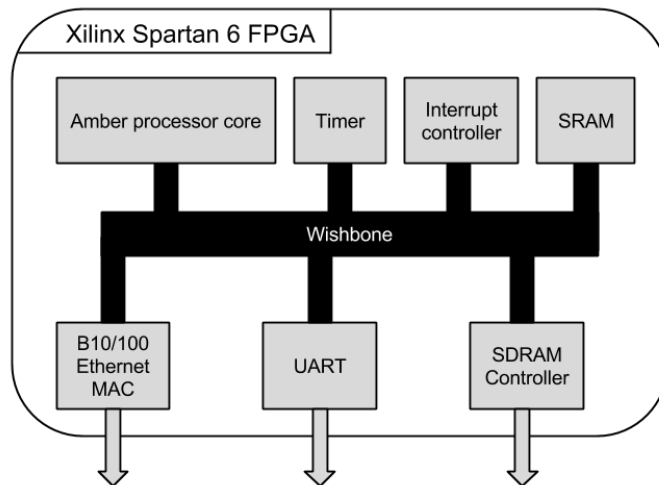 Xilinx Spartan 6 FPGA
Amber processor core
Timer
Interrupt
controller
SRAM
Wishbone
B10/100
Ethernet
MAC
UART
SDRAM
Controller